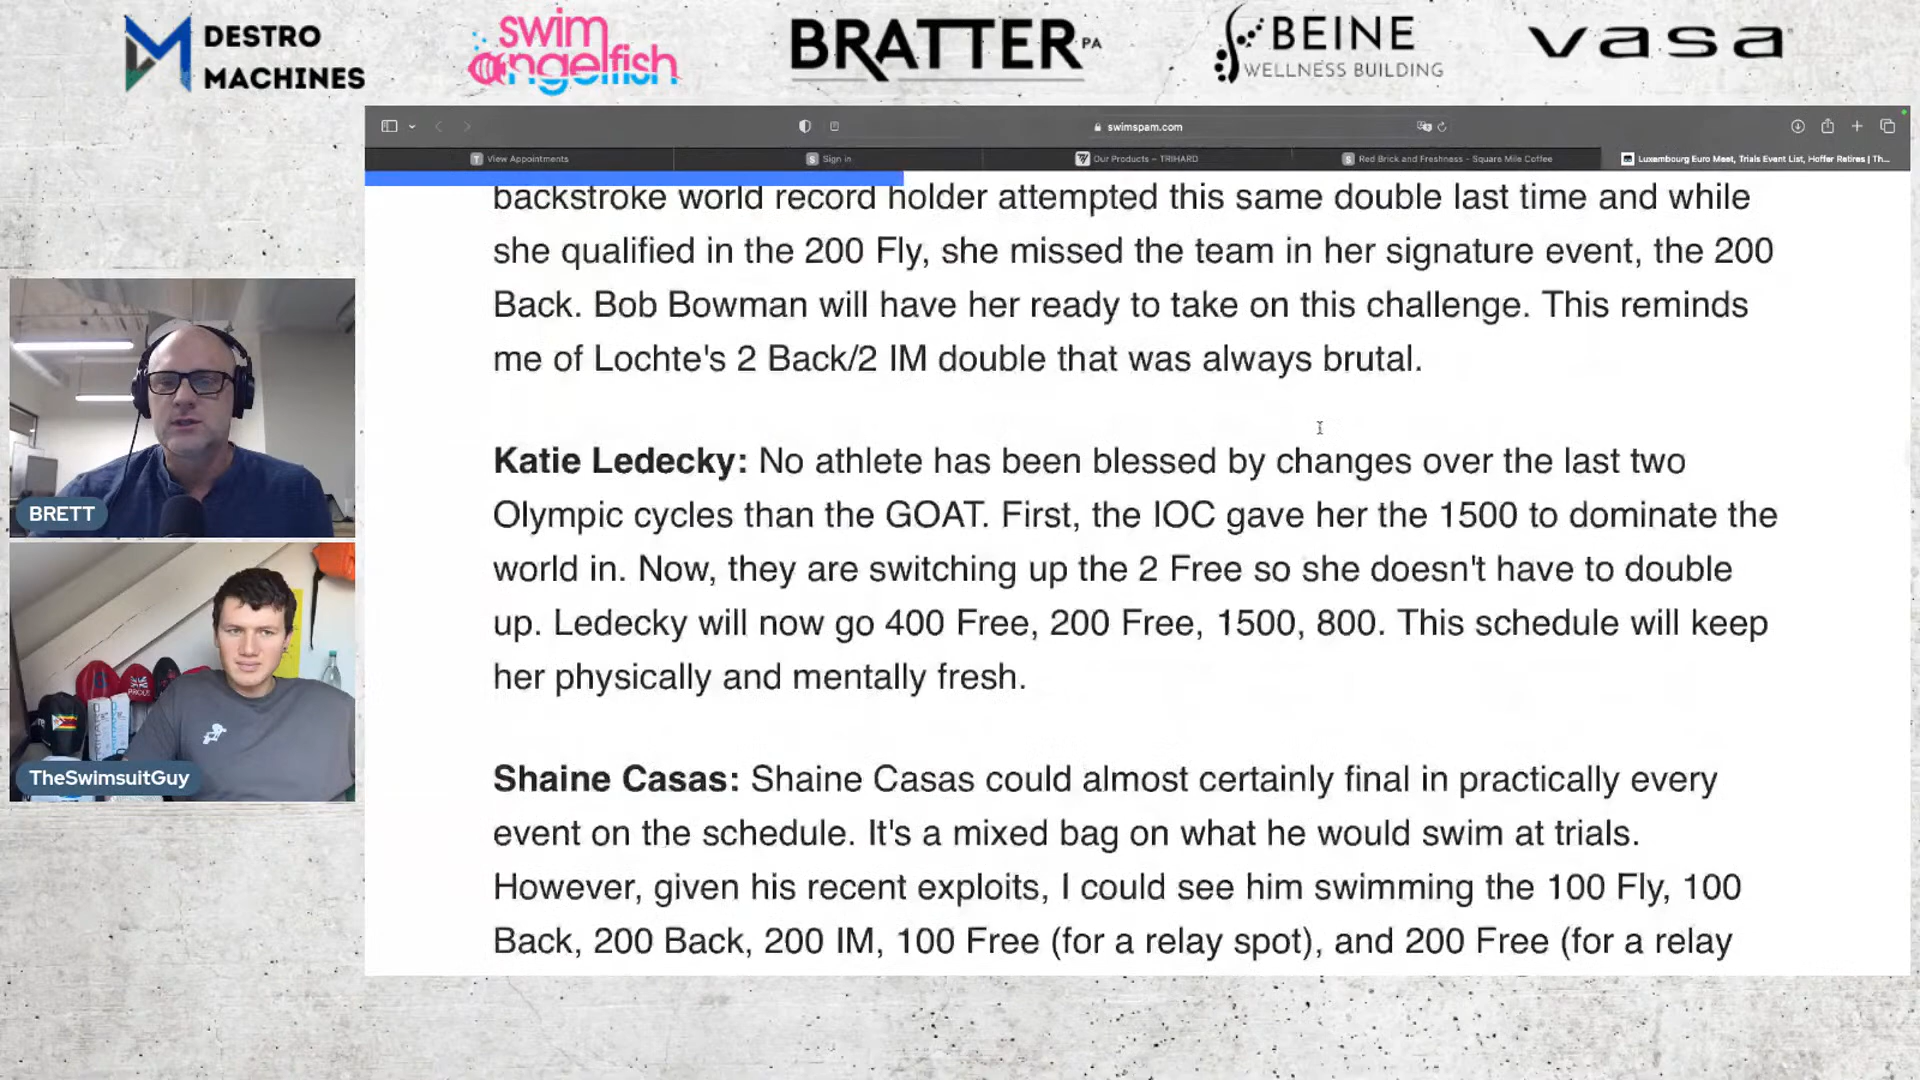 DESTRO
MACHINES
swim
angelfish
BRATTER PA
BEINE
WELLNESS BUILDING
vasa
swimspam.com
View Appointments
Sign in
Our Products – TRIHARD
Red Brick and Freshness - Square Mile Coffee
Luxembourg Euro Meet, Trials Event List, Hoffer Retires | Th...
backstroke world record holder attempted this same double last time and while
she qualified in the 200 Fly, she missed the team in her signature event, the 200
Back. Bob Bowman will have her ready to take on this challenge. This reminds
me of Lochte's 2 Back/2 IM double that was always brutal.
Katie Ledecky: No athlete has been blessed by changes over the last two
Olympic cycles than the GOAT. First, the IOC gave her the 1500 to dominate the
world in. Now, they are switching up the 2 Free so she doesn't have to double
up. Ledecky will now go 400 Free, 200 Free, 1500, 800. This schedule will keep
her physically and mentally fresh.
Shaine Casas: Shaine Casas could almost certainly final in practically every
event on the schedule. It's a mixed bag on what he would swim at trials.
However, given his recent exploits, I could see him swimming the 100 Fly, 100
Back, 200 Back, 200 IM, 100 Free (for a relay spot), and 200 Free (for a relay
BRETT
PROUD
TheSwimsuitGuy